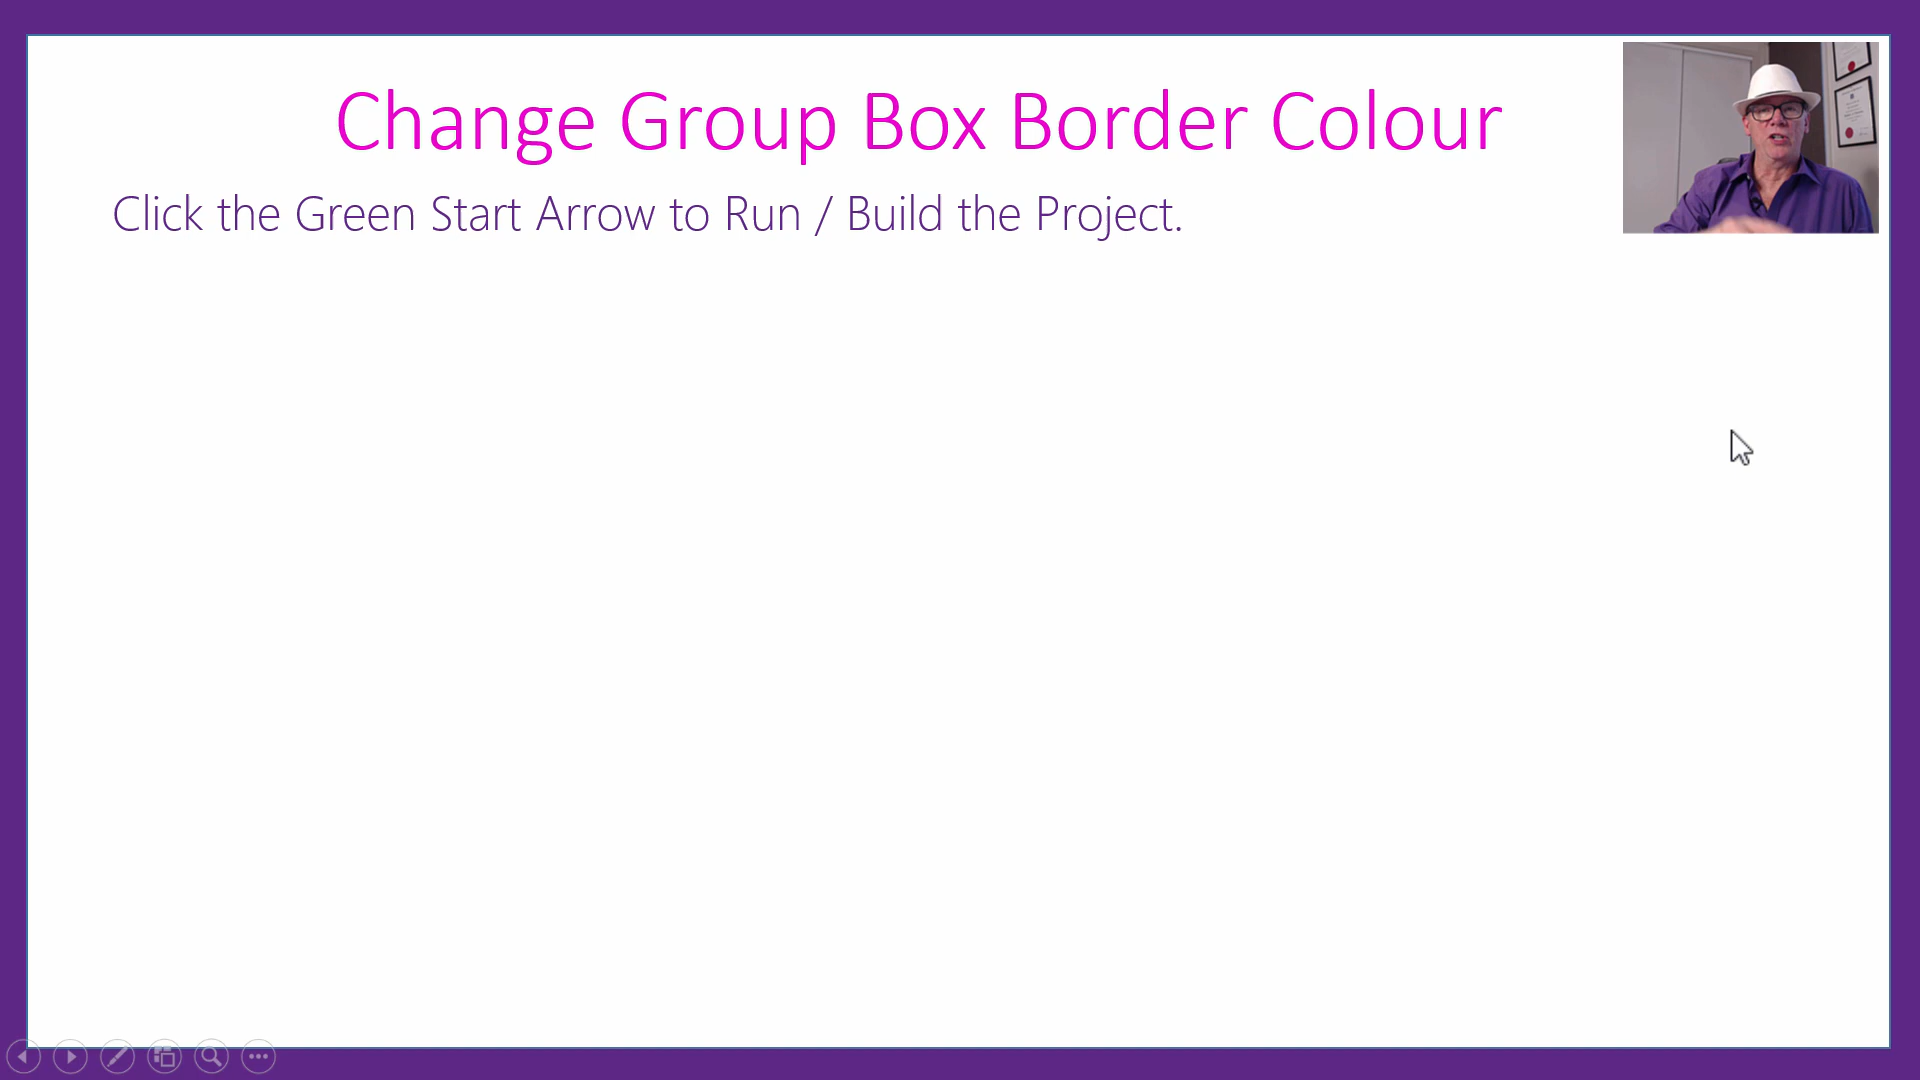 Change Group Box Border Colour
Click the Green Start Arrow to Run / Build the Project.